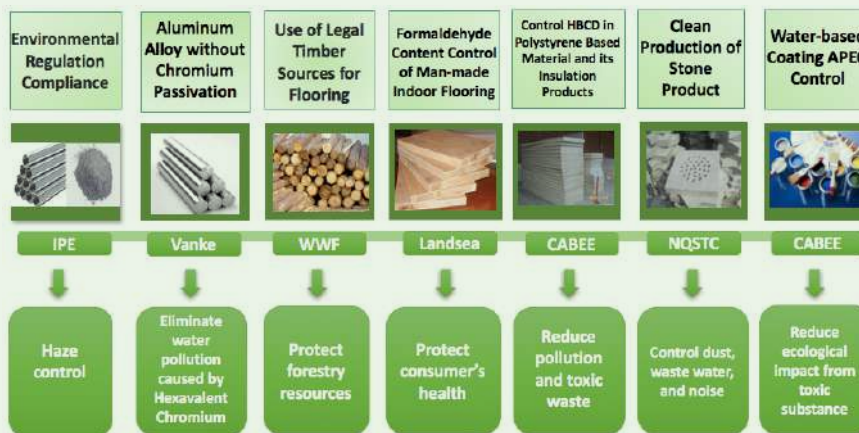 Environmental
Regulation
Compliance
Aluminum
Alloy without
Chromium
Passivation
Use of Legal
Timber
Sources for
Flooring
Formaldehyde
Content Control
of Man-made
Indoor Flooring
Control HBCD in
Polystyrene Based
Material and its
Insulation
Products
Clean
Production of
Stone
Product
Water-based
Coating
Control
IPE
Vanke
WWF
Landsea
CABEE
NQSTC
CABEE
Haze
control
Eliminate
water
pollution
caused by
Hexavalent
Chromium
Protect
forestry
resources
Protect
consumer's
health
Reduce
pollution
and toxic
waste
Control dust,
waste water,
and noise
Reduce
ecological
impact from
toxic
substance